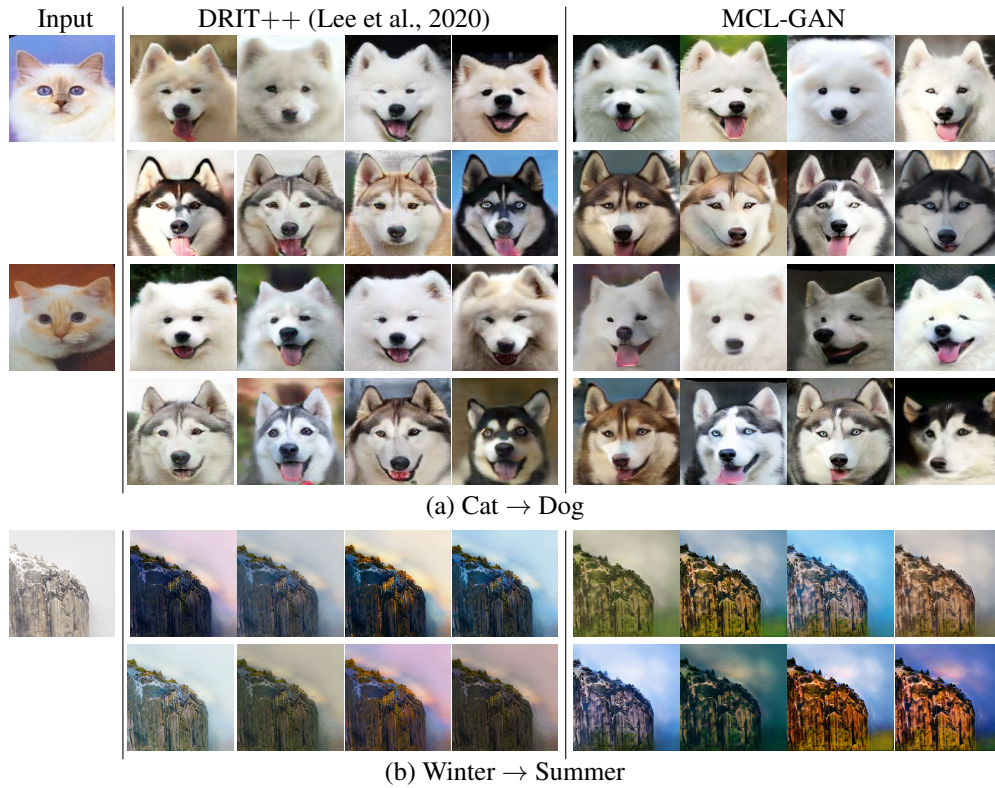 Input DRIT++ (Lee et al., 2020) MCL-GAN
(a) Cat → Dog
(b) Winter → Summer